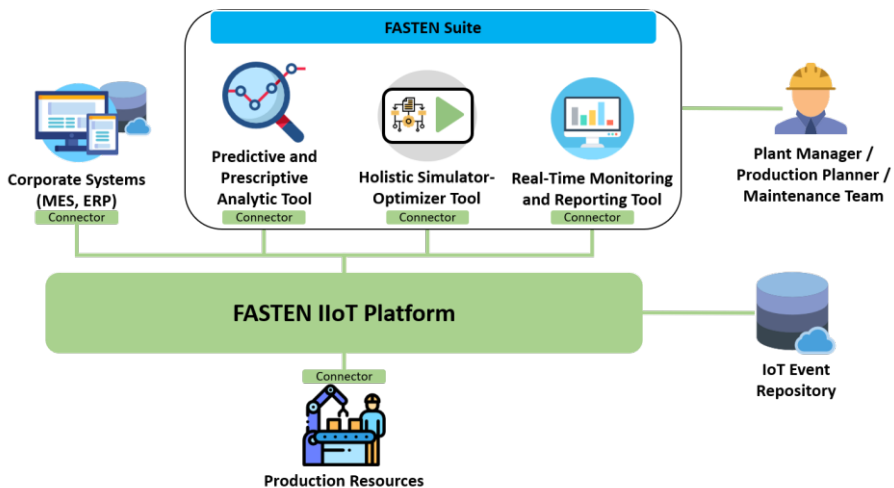 FASTEN Suite
Corporate Systems
(MES, ERP)
Connector
Predictive and
Prescriptive
Analytic Tool
Connector
Holistic Simulator-
Optimizer Tool
Connector
Real-Time Monitoring
and Reporting Tool
Connector
Plant Manager /
Production Planner /
Maintenance Team
FASTEN IIoT Platform
IoT Event
Repository
Connector
Production Resources